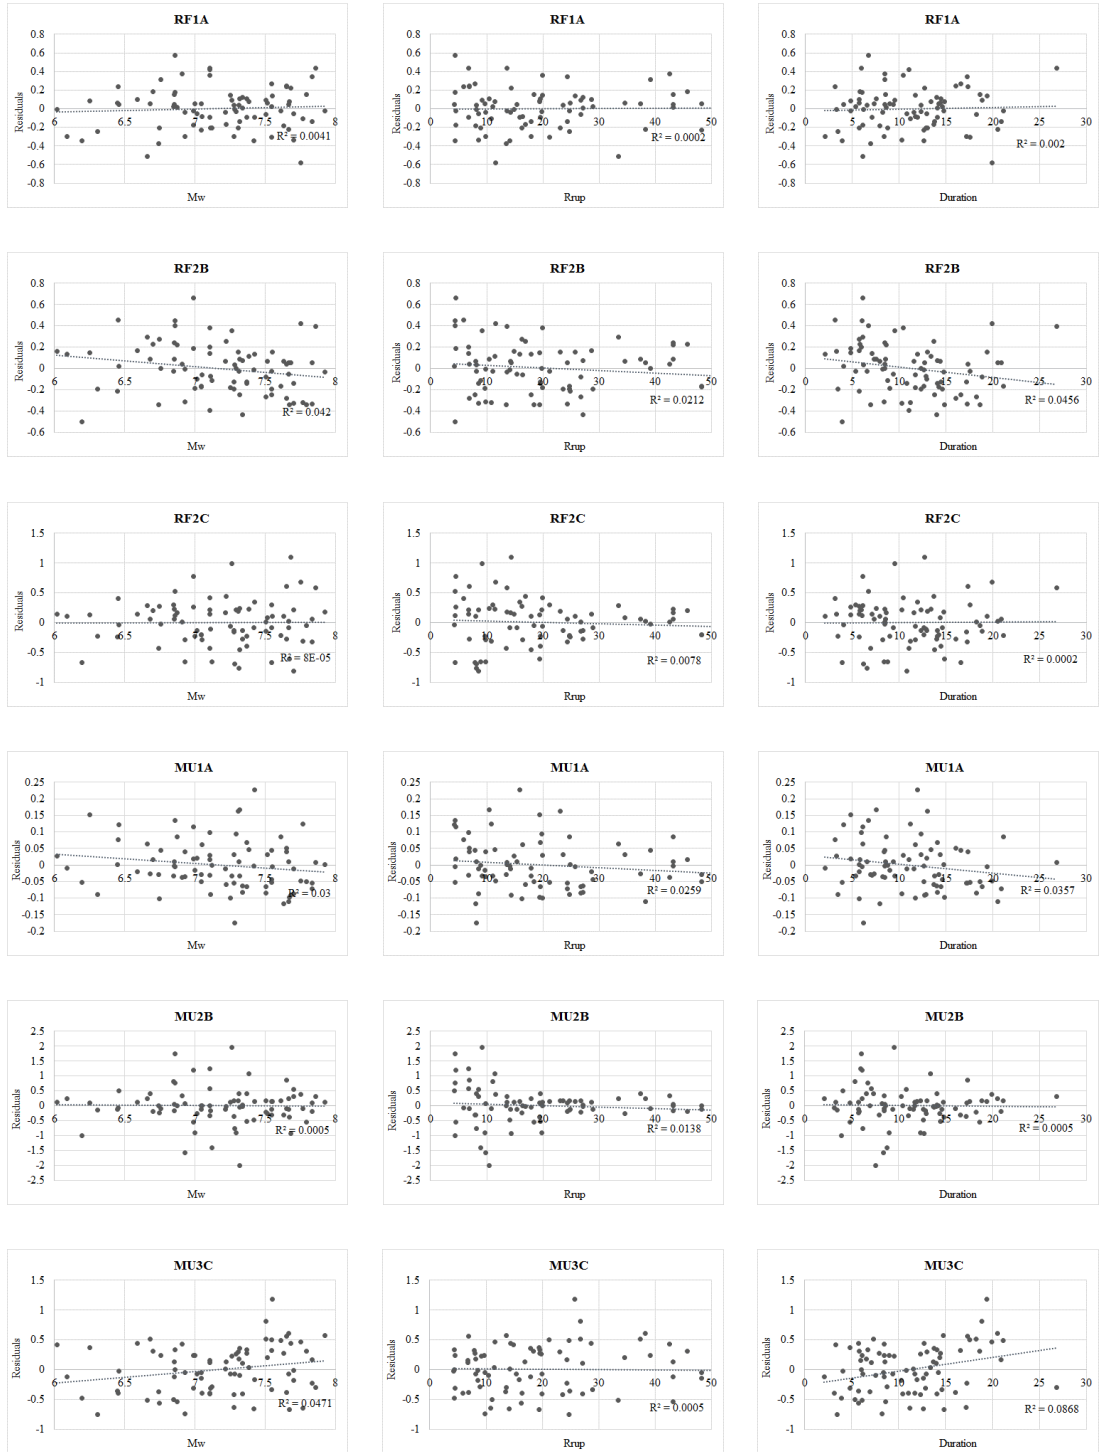 RF1A
0.8
0.6
0.4
0.2
0
-0.2
-0.4
-0.6
-0.8
Residuals
6 6.5 7 7.5 8
R² = 0.0041
Mw
RF1A
0.8
0.6
0.4
0.2
0
-0.2
-0.4
-0.6
-0.8
Residuals
0 10 20 30 40 50
R² = 0.0002
Rrup
RF1A
0.8
0.6
0.4
0.2
0
-0.2
-0.4
-0.6
-0.8
Residuals
0 5 10 15 20 25 30
R² = 0.002
Duration
RF2B
0.8
0.6
0.4
0.2
0
-0.2
-0.4
-0.6
Residuals
6 6.5 7 7.5 8
R² = 0.042
Mw
RF2B
0.8
0.6
0.4
0.2
0
-0.2
-0.4
-0.6
Residuals
0 10 20 30 40 50
R² = 0.0212
Rrup
RF2B
0.8
0.6
0.4
0.2
0
-0.2
-0.4
-0.6
Residuals
0 5 10 15 20 25 30
R² = 0.0456
Duration
RF2C
1.5
1
0.5
0
-0.5
-1
Residuals
6 6.5 7 7.5 8
R² = 8E-05
Mw
RF2C
1.5
1
0.5
0
-0.5
-1
Residuals
0 10 20 30 40 50
R² = 0.0078
Rrup
RF2C
1.5
1
0.5
0
-0.5
-1
Residuals
0 5 10 15 20 25 30
R² = 0.0002
Duration
MU1A
0.25
0.2
0.15
0.1
0.05
0
-0.05
-0.1
-0.15
-0.2
Residuals
6 6.5 7 7.5 8
R² = 0.03
Mw
MU1A
0.25
0.2
0.15
0.1
0.05
0
-0.05
-0.1
-0.15
-0.2
Residuals
0 10 20 30 40 50
R² = 0.0259
Rrup
MU1A
0.25
0.2
0.15
0.1
0.05
0
-0.05
-0.1
-0.15
-0.2
Residuals
0 5 10 15 20 25 30
R² = 0.0357
Duration
MU2B
2.5
2
1.5
1
0.5
0
-0.5
-1
-1.5
-2
-2.5
Residuals
6 6.5 7 7.5 8
R² = 0.0005
Mw
MU2B
2.5
2
1.5
1
0.5
0
-0.5
-1
-1.5
-2
-2.5
Residuals
0 10 20 30 40 50
R² = 0.0138
Rrup
MU2B
2.5
2
1.5
1
0.5
0
-0.5
-1
-1.5
-2
-2.5
Residuals
0 5 10 15 20 25 30
R² = 0.0005
Duration
MU3C
1.5
1
0.5
0
-0.5
-1
Residuals
6 6.5 7 7.5 8
R² = 0.0471
Mw
MU3C
1.5
1
0.5
0
-0.5
-1
Residuals
0 10 20 30 40 50
R² = 0.0005
Rrup
MU3C
1.5
1
0.5
0
-0.5
-1
Residuals
0 5 10 15 20 25 30
R² = 0.0868
Duration